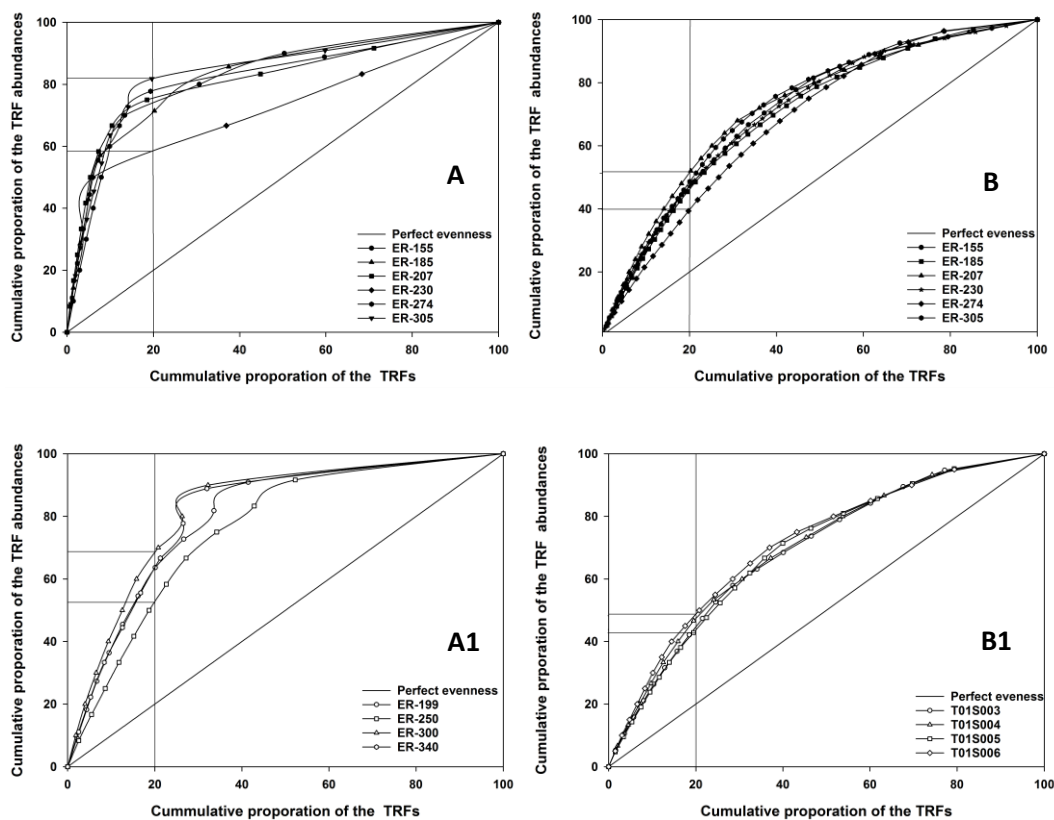 Cumulative proporation of the TRF abundances
100
80
60
40
20
0
A
Perfect evenness
ER-155
ER-185
ER-207
ER-230
ER-274
ER-305
0 20 40 60 80 100
Cummulative proporation of the TRFs
Cumulative prporation of the TRF abundances
100
80
60
40
20
B
Perfect evenness
ER-155
ER-185
ER-207
ER-230
ER-274
ER-305
0 20 40 60 80 100
Cummulative proporation of the TRFs
Cumulative prporation of the TRF abundances
100
80
60
40
20
0
A1
Perfect evenness
ER-199
ER-250
ER-300
ER-340
0 20 40 60 80 100
Cummulative proporation of the TRFs
Cumulative prporation of the TRF abundances
100
80
60
40
20
0
B1
Perfect eveness
T01S003
T01S004
T01S005
T01S006
0 20 40 60 80 100
Cummulative proporation of the TRFs